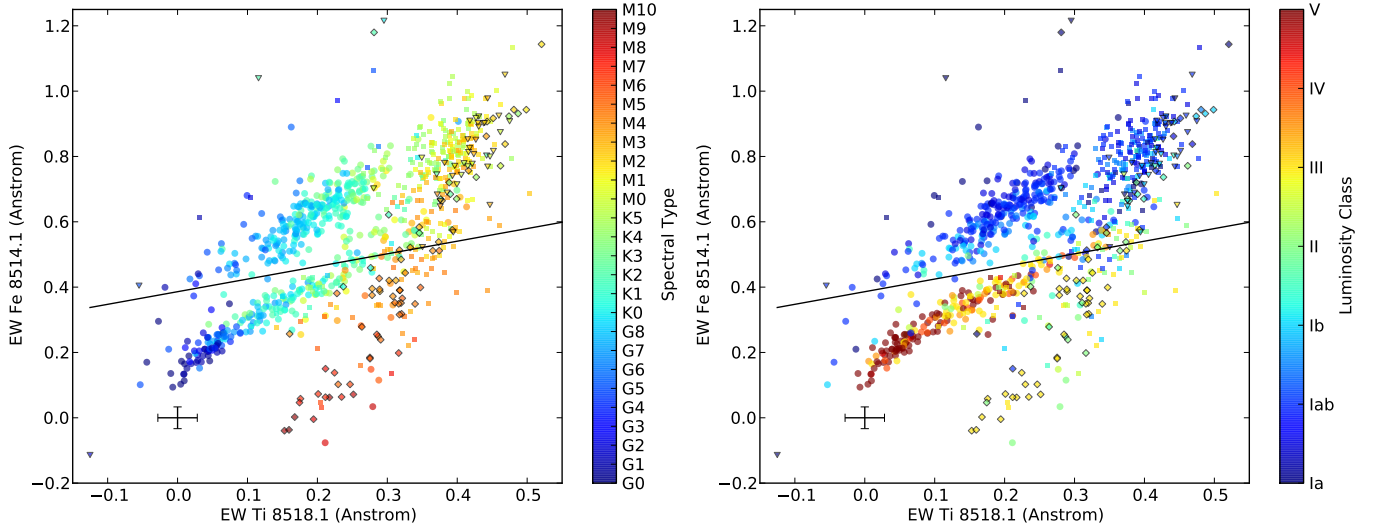 1.2
1.0
0.8
0.6
0.4
0.2
0.0
−0.2
EW Fe 8514.1 (Anstrom)
−0.1
0.0
0.1
0.2
0.3
0.4
0.5
EW Ti 8518.1 (Anstrom)
M10
M9
M8
M6
M5
M4
M3
M2
M1
M0
K5
K4
K3
K2
K1
K0
G8
G7
G6
G5
G4
G3
G2
G1
G0
Spectral Type
1.2
1.0
0.8
0.6
0.4
0.2
0.0
−0.2
EW Fe 8514.1 (Anstrom)
−0.1
0.0
0.1
0.2
0.3
0.4
0.5
EW Ti 8518.1 (Anstrom)
V
IV
III
II
Ib
Iab
Ia
Luminosity Class